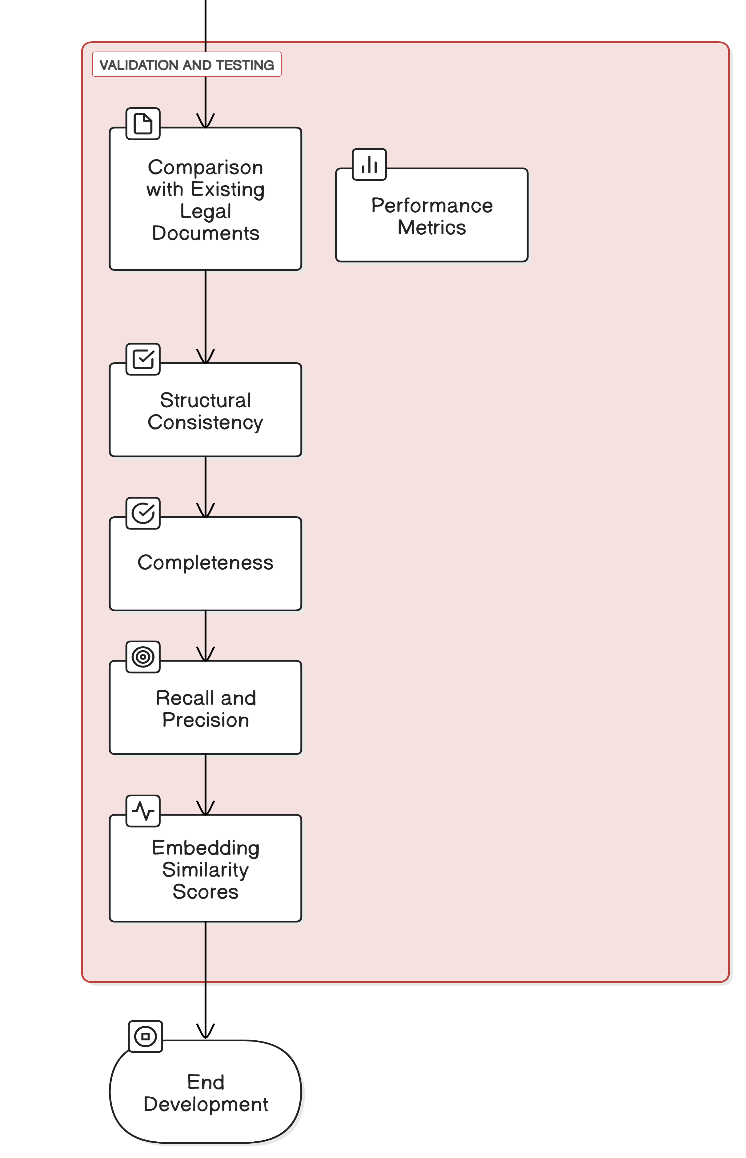 VALIDATION AND TESTING
Comparison
with Existing
Legal
Documents
Performance
Metrics
Structural
Consistency
Completeness
Recall and
Precision
Embedding
Similarity
Scores
End
Development